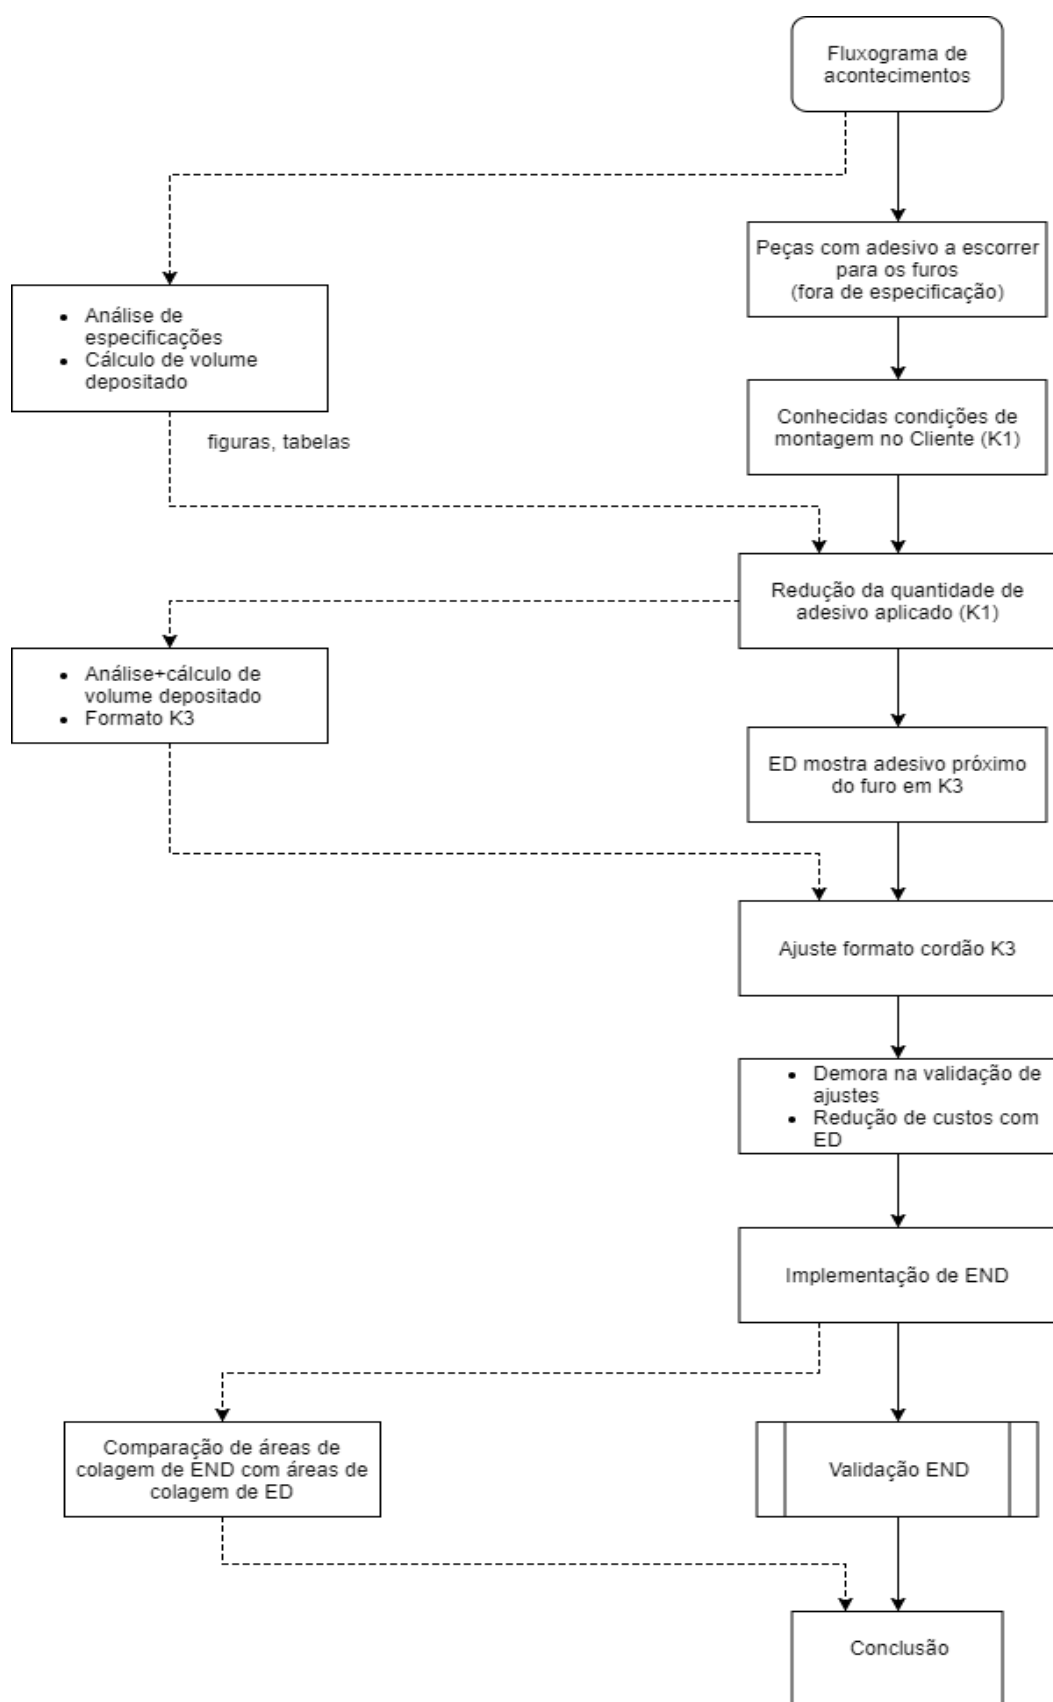 Fluxograma de
acontecimentos
Peças com adesivo a escorrer
para os furos
(fora de especificação)
• Análise de
especificações
• Cálculo de volume
depositado
figuras, tabelas
Conhecidas condições de
montagem no Cliente (K1)
Redução da quantidade de
adesivo aplicado (K1)
• Análise+cálculo de
volume depositado
• Formato K3
ED mostra adesivo próximo
do furo em K3
Ajuste formato cordão K3
• Demora na validação de
ajustes
• Redução de custos com
ED
Implementação de END
Comparação de áreas de
colagem de END com áreas de
colagem de ED
Validação END
Conclusão